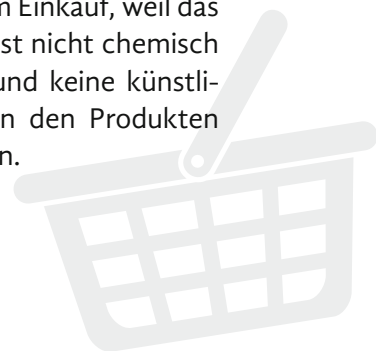 m Einkauf, weil das
st nicht chemisch
und keine künstli-
n den Produkten
n.